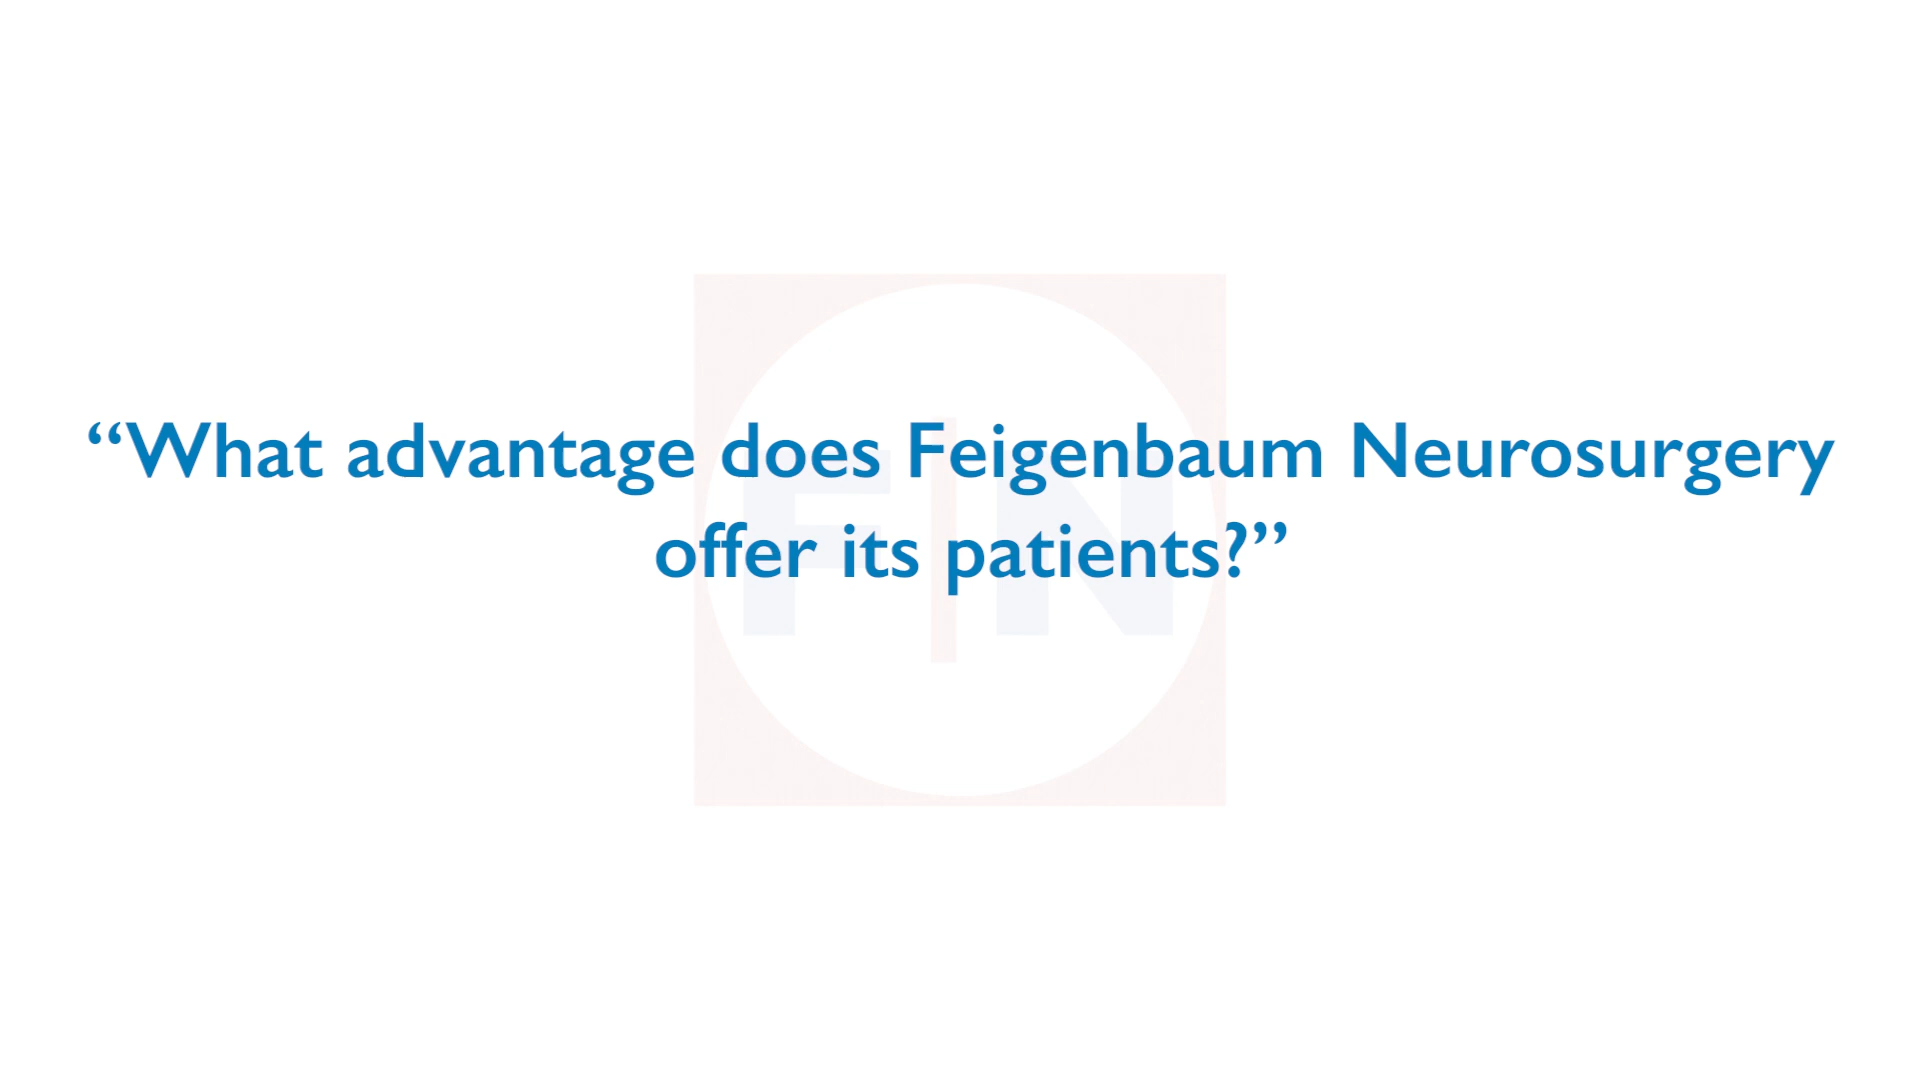 “What advantage does Feigenbaum Neurosurgery
offer its patients?”
F|N